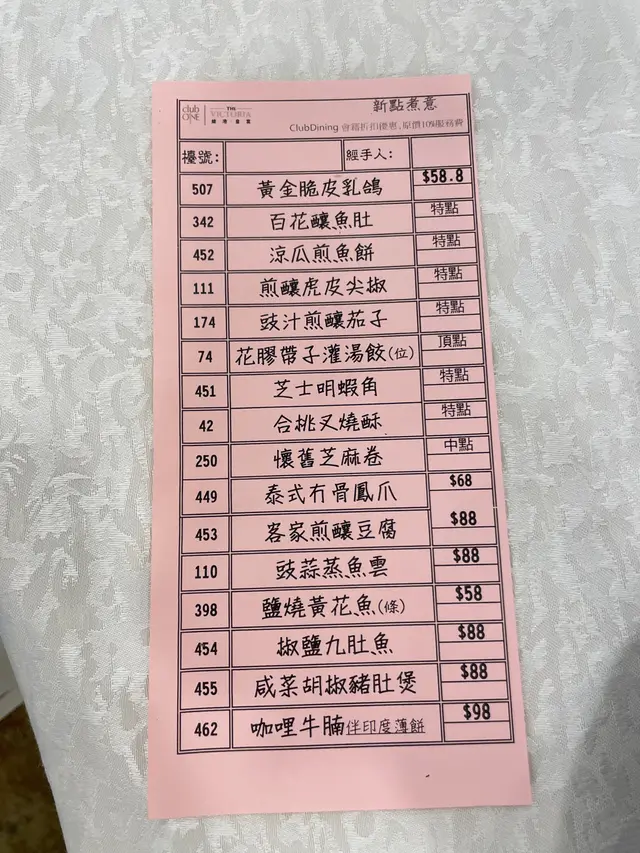 club ONE
THE VICTORIA
維港皇宴
新點煮意
ClubDining 會籍折扣優惠, 原價10%服務費
檯號:
經手人:
507 黃金脆皮乳鴿 $58.8
342 百花釀魚肚 特點
452 涼瓜煎魚餅 特點
111 煎釀虎皮尖椒 特點
174 豉汁煎釀茄子 特點
74 花膠帶子灌湯餃(位) 頂點
451 芝士明蝦角 特點
42 合桃叉燒酥 特點
250 懷舊芝麻卷 中點
449 泰式冇骨鳳爪 $68
453 客家煎釀豆腐 $88
110 豉蒜蒸魚雲 $88
398 鹽燒黃花魚(條) $58
454 椒鹽九肚魚 $88
455 咸菜胡椒豬肚煲 $88
462 咖哩牛腩伴印度薄餅 $98